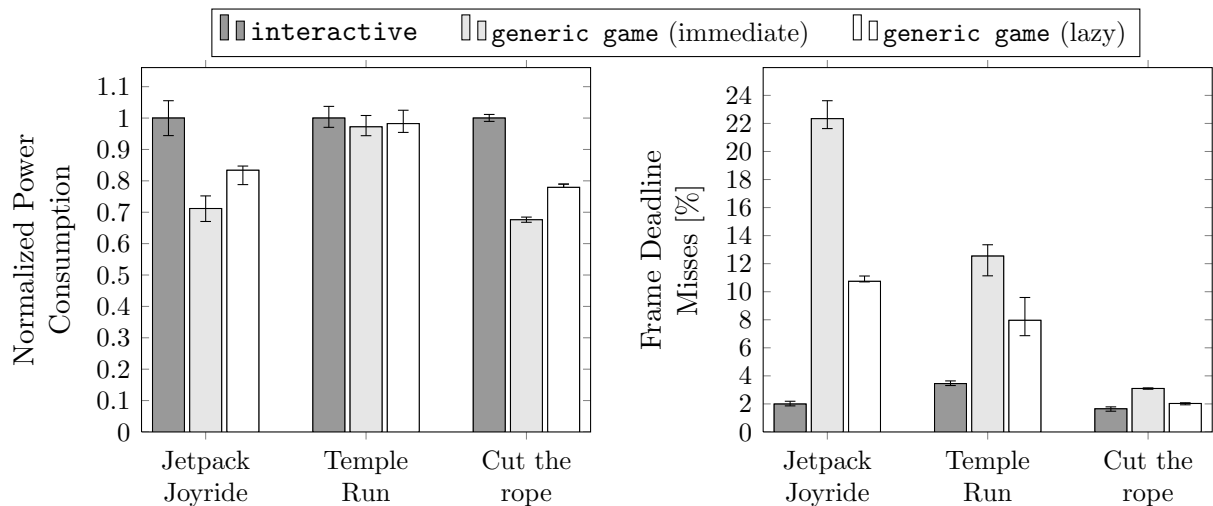 interactive generic game (immediate) generic game (lazy)
Normalized Power
Consumption
1.1
1
0.9
0.8
0.7
0.6
0.5
0.4
0.3
0.2
0.1
0
Jetpack Joyride
Temple Run
Cut the rope
Frame Deadline
Misses [%]
24
22
20
18
16
14
12
10
8
6
4
2
0
Jetpack Joyride
Temple Run
Cut the rope